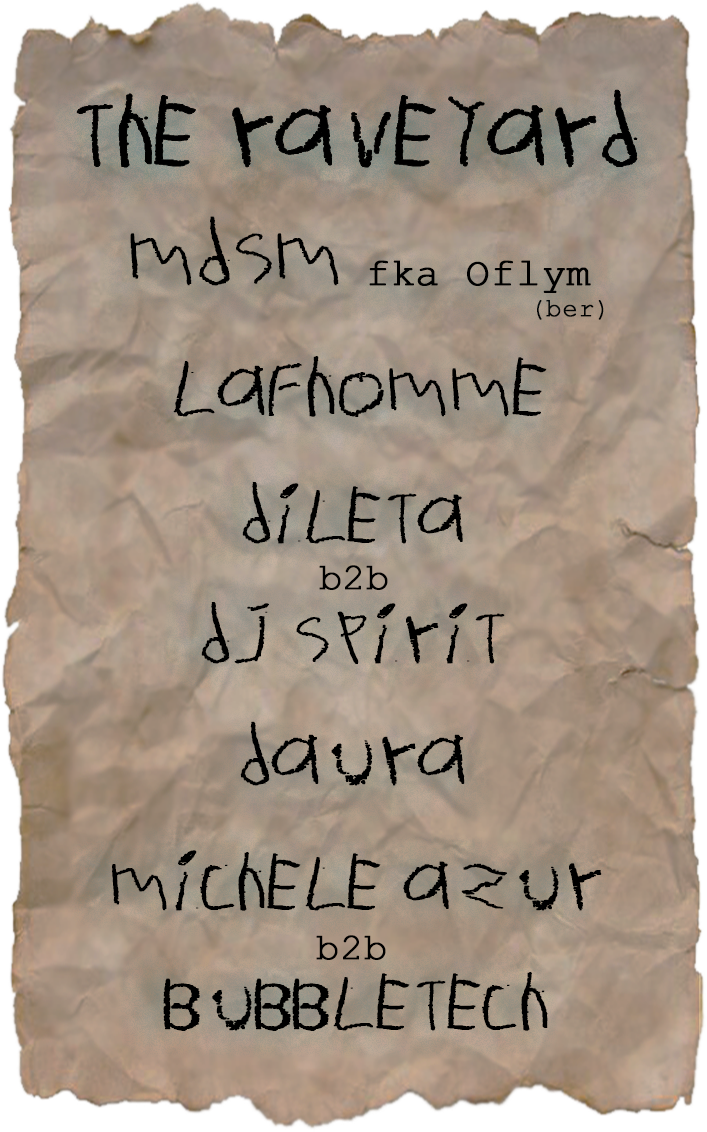 ThE raVEYard
mdsm fka Oflym
(ber)
LaFhommE
diLETa
b2b
dJ SPiriT
daura
miChELE azur
b2b
BUBBLETECh